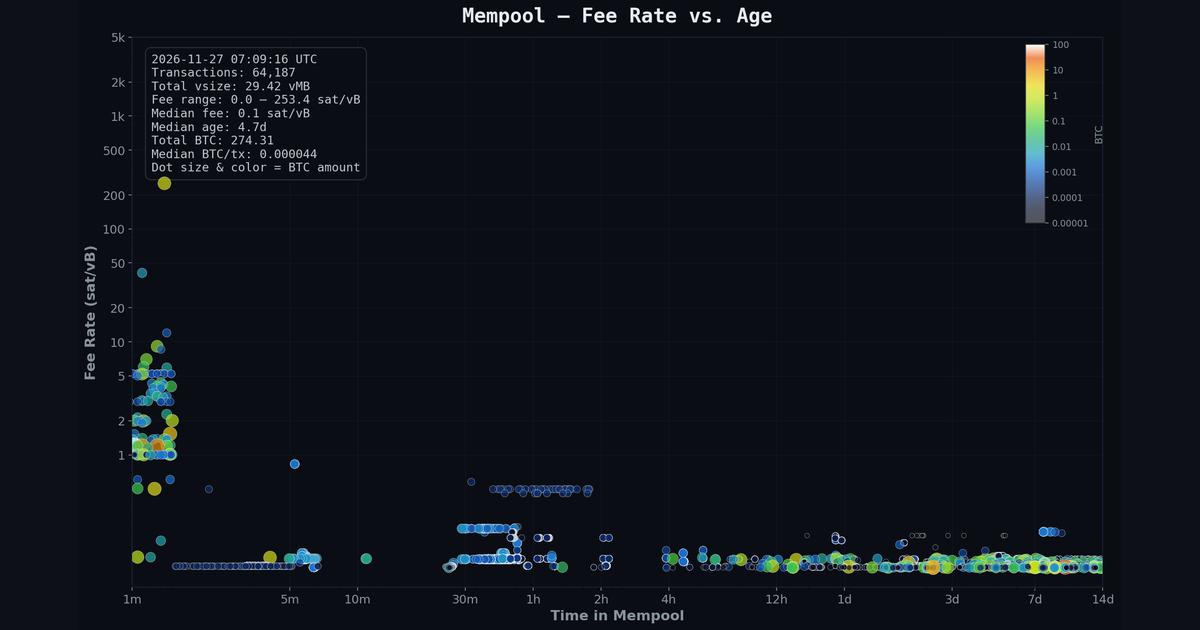 Mempool — Fee Rate vs. Age
2026-11-27 07:09:16 UTC
Transactions: 64,187
Total vsize: 29.42 vMB
Fee range: 0.0 — 253.4 sat/vB
Median fee: 0.1 sat/vB
Median age: 4.7d
Total BTC: 274.31
Median BTC/tx: 0.000044
Dot size & color = BTC amount
100
10
1
0.1
0.01
0.001
0.0001
0.00001
BTC
Fee Rate (sat/vB)
5k
2k
1k
500
200
100
50
20
10
5
2
1
1m
5m
10m
30m
1h
2h
4h
12h
1d
3d
7d
14d
Time in Mempool